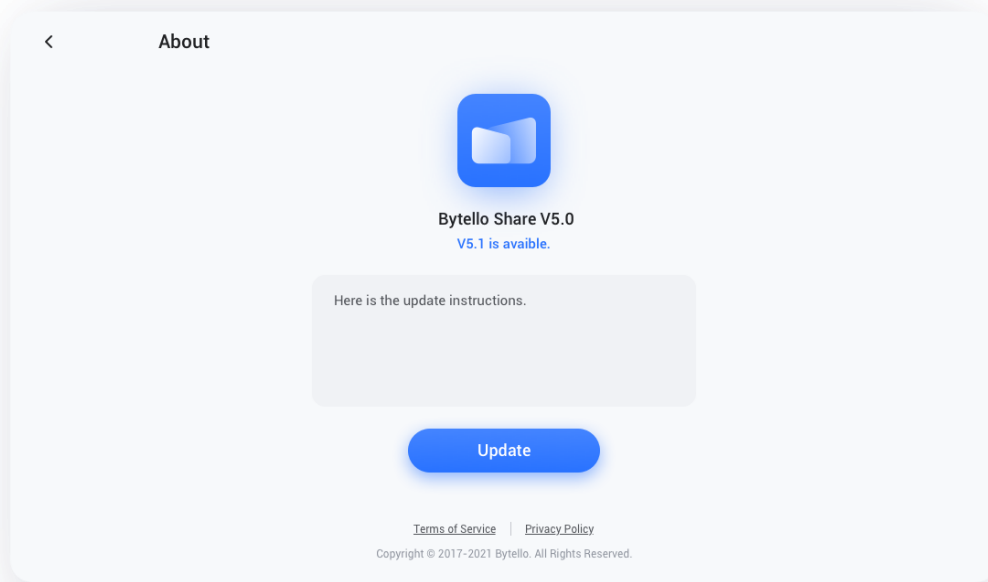 About
Bytello Share V5.0
V5.1 is avaible.
Here is the update instructions.
Update
Terms of Service | Privacy Policy
Copyright © 2017-2021 Bytello. All Rights Reserved.